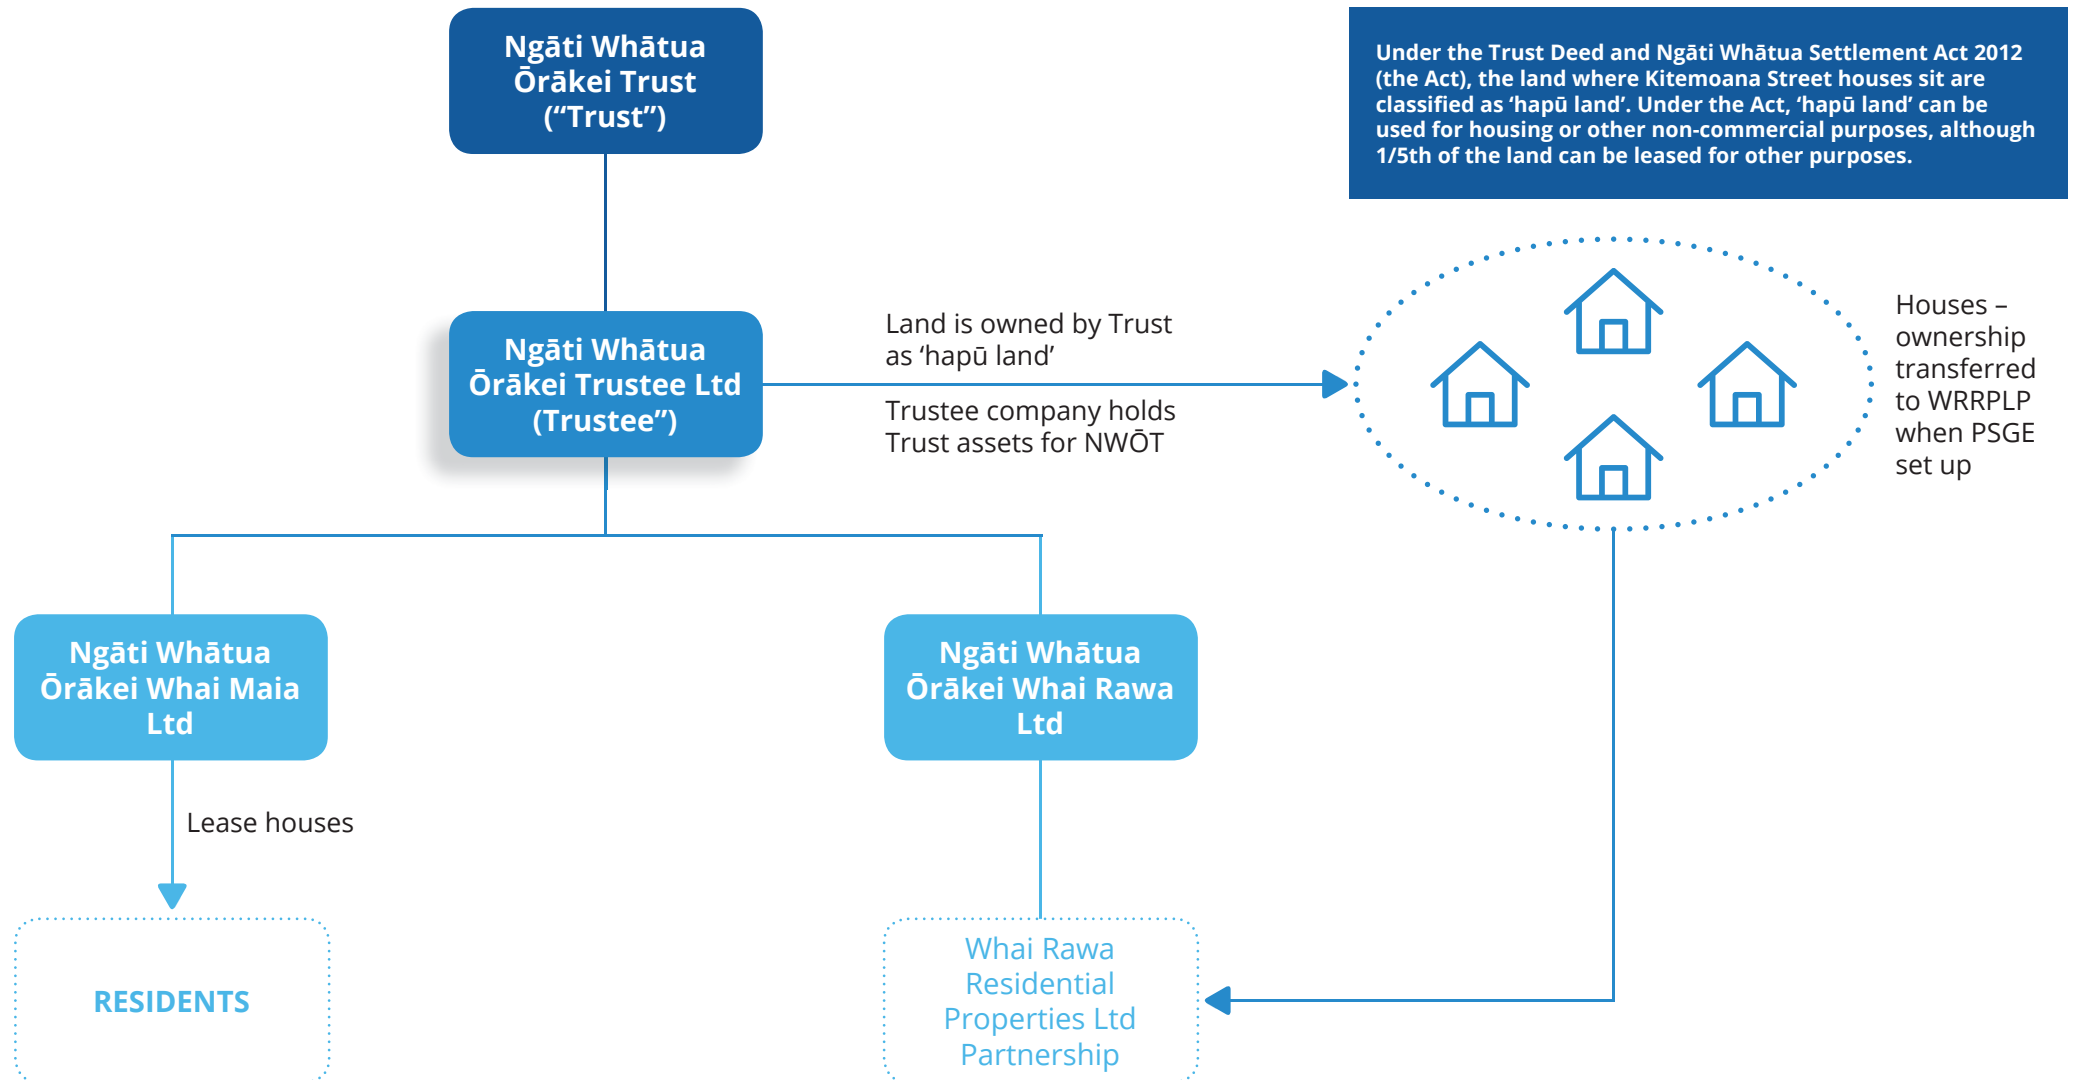 Ngāti Whātua
Ōrākei Trust
(“Trust”)
Under the Trust Deed and Ngāti Whātua Settlement Act 2012
(the Act), the land where Kitemoana Street houses sit are
classified as ‘hapū land’. Under the Act, ‘hapū land’ can be
used for housing or other non-commercial purposes, although
1/5th of the land can be leased for other purposes.
Ngāti Whātua
Ōrākei Trustee Ltd
(Trustee”)
Land is owned by Trust
as ‘hapū land’
Trustee company holds
Trust assets for NWŌT
Houses –
ownership
transferred
to WRRPLP
when PSGE
set up
Ngāti Whātua
Ōrākei Whai Maia
Ltd
Ngāti Whātua
Ōrākei Whai Rawa
Ltd
Lease houses
RESIDENTS
Whai Rawa
Residential
Properties Ltd
Partnership